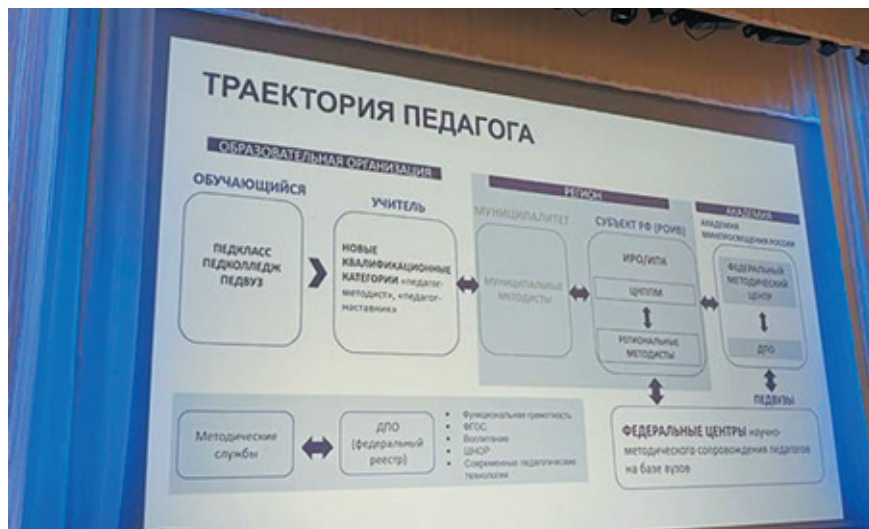 ТРАЕКТОРИЯ ПЕДАГОГА
ОБРАЗОВАТЕЛЬНАЯ ОРГАНИЗАЦИЯ
ОБУЧАЮЩИЙСЯ
ПЕДКЛАСС
ПЕДКОЛЛЕДЖ
ПЕДВУЗ
УЧИТЕЛЬ
НОВЫЕ
КВАЛИФИКАЦИОННЫЕ
КАТЕГОРИИ «педагог-
методист», «педагог-
наставник»
РЕГИОН
МУНИЦИПАЛИТЕТ
МУНИЦИПАЛЬНЫЕ
МЕТОДИСТЫ
СУБЪЕКТ РФ (РОИВ)
ИРО/ИПК
ЦНППМ
РЕГИОНАЛЬНЫЕ
МЕТОДИСТЫ
АКАДЕМИЯ
АКАДЕМИЯ
МИНПРОСВЕЩЕНИЯ РОССИИ
ФЕДЕРАЛЬНЫЙ
МЕТОДИЧЕСКИЙ
ЦЕНТР
ДПО
ПЕДВУЗЫ
ФЕДЕРАЛЬНЫЕ ЦЕНТРЫ научно-
методического сопровождения педагогов
на базе вузов
Методические
службы
ДПО
(федеральный
реестр)
• Функциональная грамотность
• ФГОС
• Воспитание
• ШНОР
• Современные педагогические
технологии